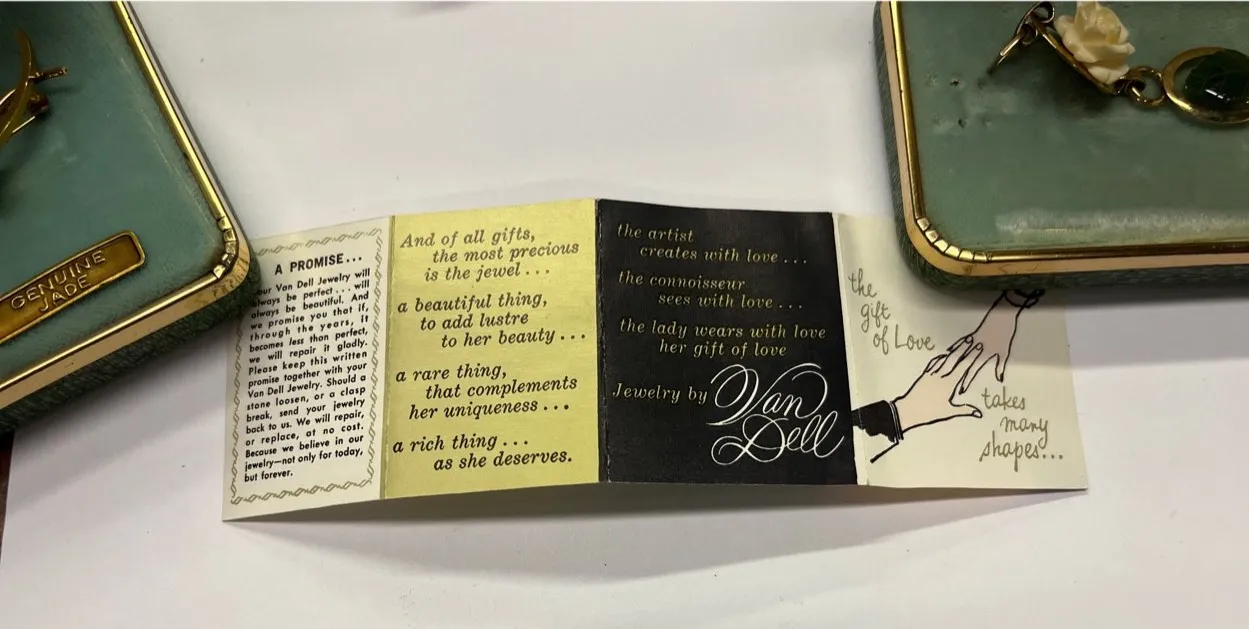 GENUINE
JADE
A PROMISE...
our Van Dell Jewelry will
always be perfect...will
always be beautiful. And
we promise you that if,
through the years, it
becomes less than perfect,
we will repair it gladly.
Please keep this written
promise together with your
Van Dell Jewelry. Should a
stone loosen, or a clasp
break, send your jewelry
back to us. We will repair,
or replace, at no cost.
Because we believe in our
jewelry—not only for today,
but forever.
And of all gifts,
the most precious
is the jewel...
a beautiful thing,
to add lustre
to her beauty...
a rare thing,
that complements
her uniqueness...
a rich thing...
as she deserves.
the artist
creates with love...
the connoisseur
sees with love...
the lady wears with love
her gift of love
Jewelry by Van
Dell
the
gift
of Love
takes
many
shapes...